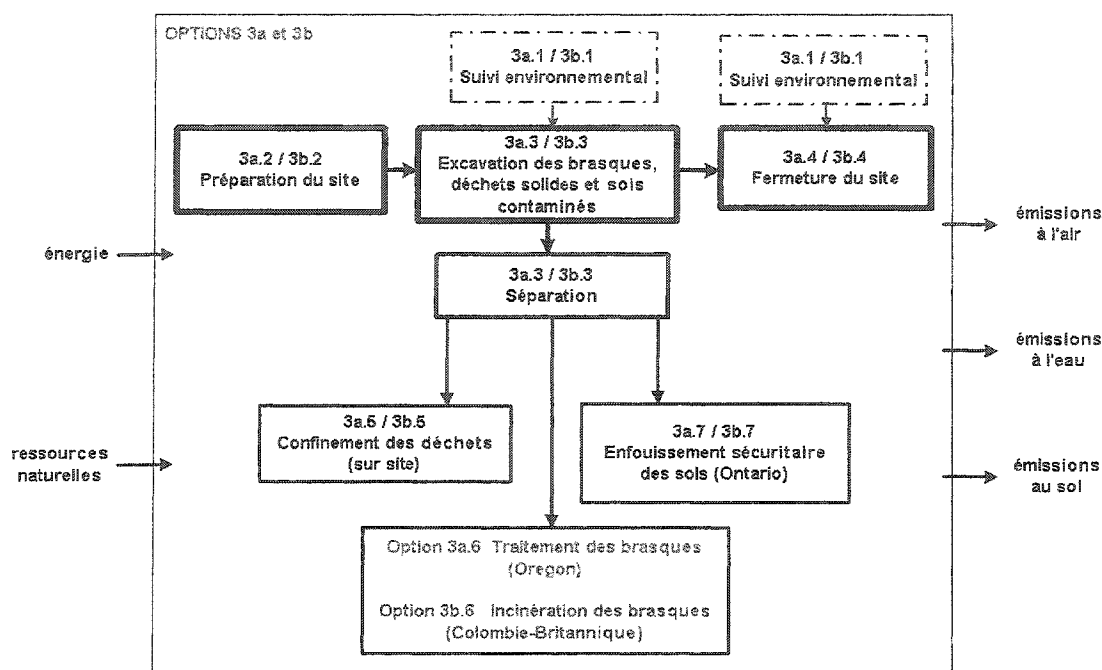 OPTIONS 3a et 3b
3a.1 / 3b.1
Suivi environnemental
3a.1 / 3b.1
Suivi environnemental
3a.2 / 3b.2
Préparation du site
3a.3 / 3b.3
Excavation des brasques,
déchets solides et sols
contaminés
3a.4 / 3b.4
Fermeture du site
émissions
à l'air
énergie
3a.3 / 3b.3
Séparation
émissions
à l'eau
3a.5 / 3b.5
Confinement des déchets
(sur site)
3a.7 / 3b.7
Enfouissement sécuritaire
des sols (Ontario)
ressources
naturelles
émissions
au sol
Option 3a.6 Traitement des brasques
(Oregon)
Option 3b.6 Incinération des brasques
(Colombie-Britannique)